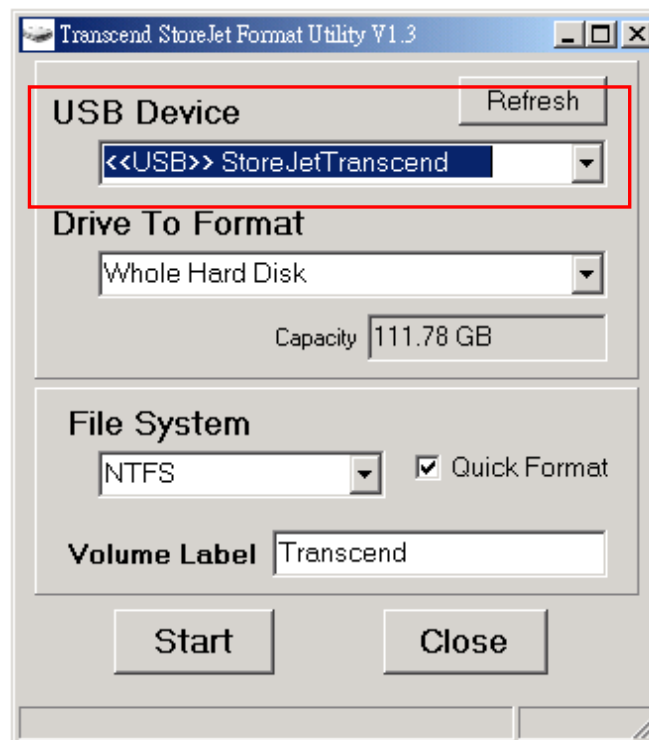 Transcend StoreJet Format Utility V1.3
Refresh
USB Device
<<USB>> StoreJetTranscend
Drive To Format
Whole Hard Disk
Capacity 111.78 GB
File System
NTFS Quick Format
Volume Label Transcend
Start Close